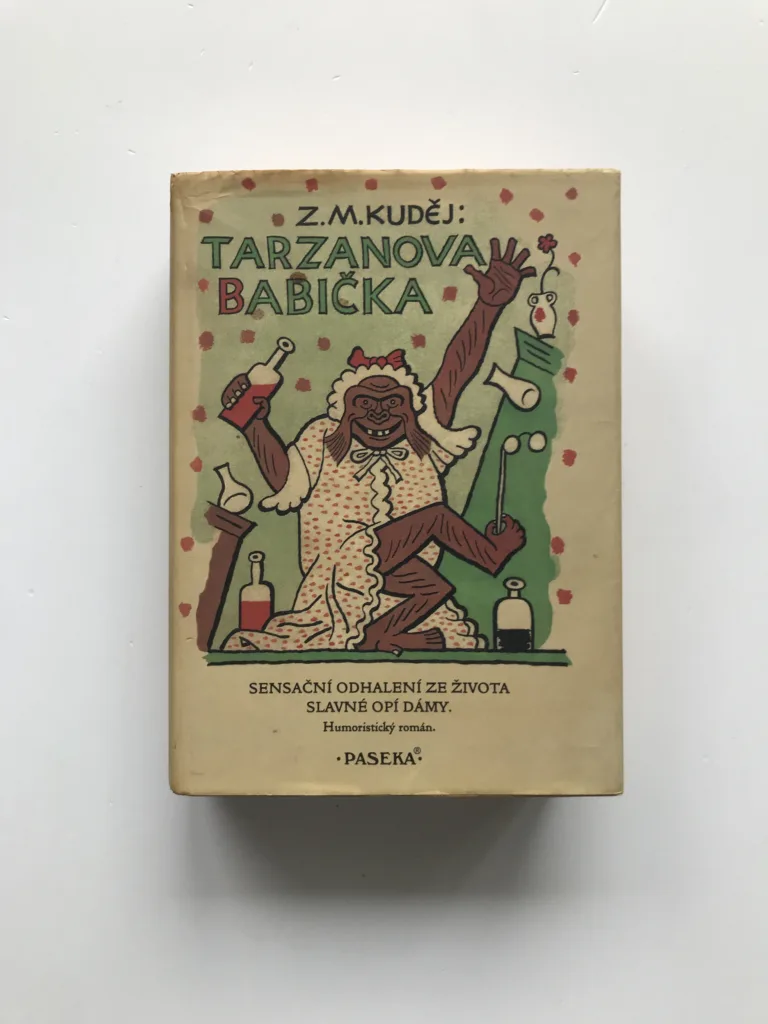 Z.M.KUDĚJ:
TARZANOVA
BABIČKA
SENSAČNÍ ODHALENÍ ZE ŽIVOTA
SLAVNÉ OPÍ DÁMY.
Humoristický román.
·PASEKA®·